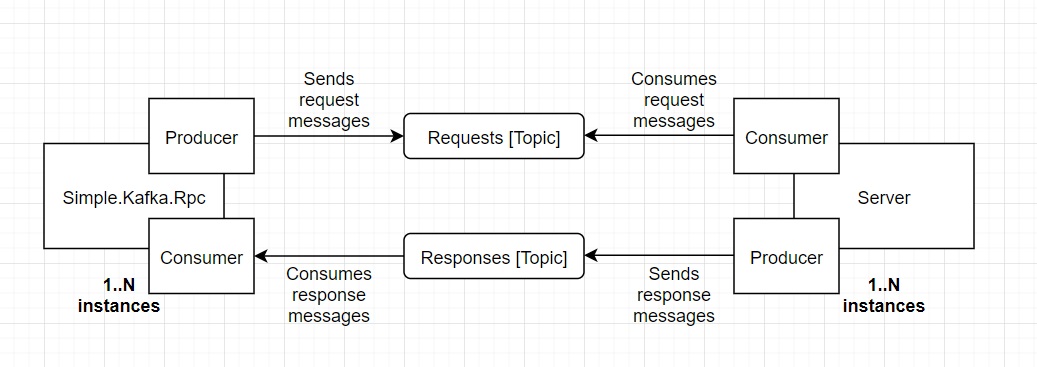 Sends
request
messages
Consumes
request
messages
Producer
Requests [Topic]
Consumer
Simple.Kafka.Rpc
Server
Consumer
Responses [Topic]
Producer
1..N
instances
Consumes
response
messages
Sends
response
messages
1..N
instances